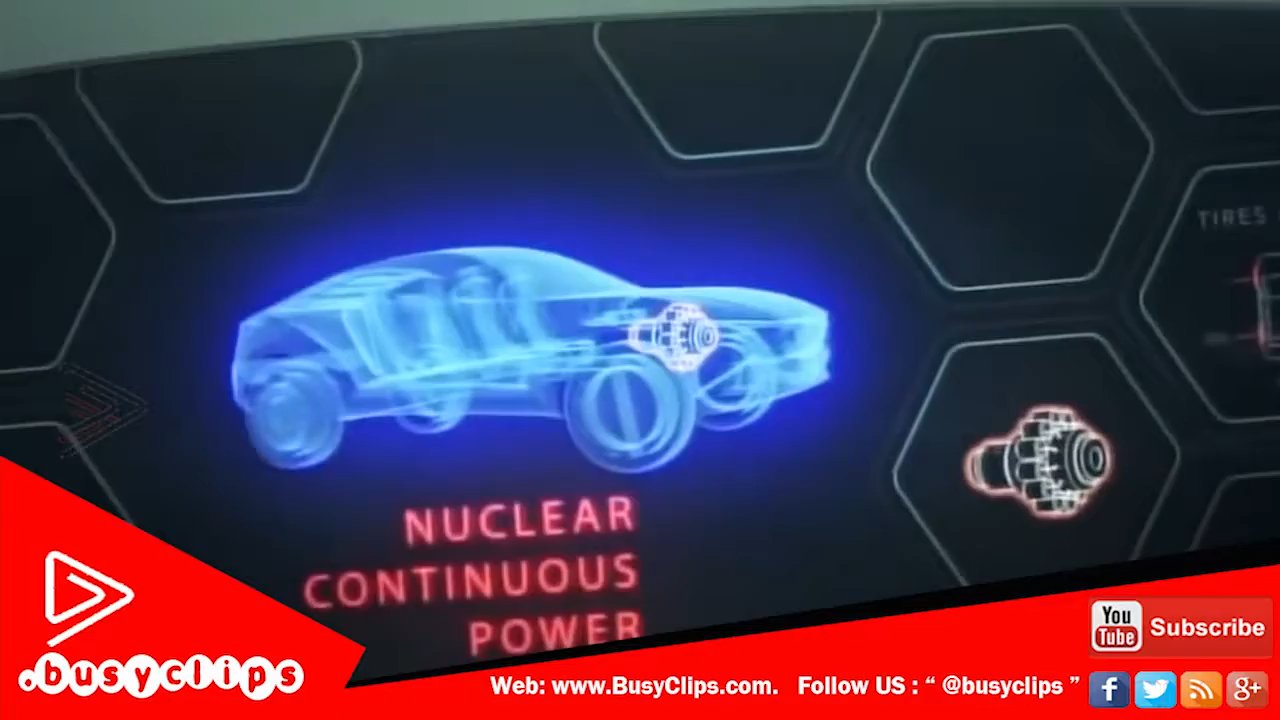 TIRES
NUCLEAR
CONTINUOUS
POWER
You
Tube
Subscribe
.busyclips
Web: www.BusyClips.com. Follow US : “ @busyclips ”
f
g+